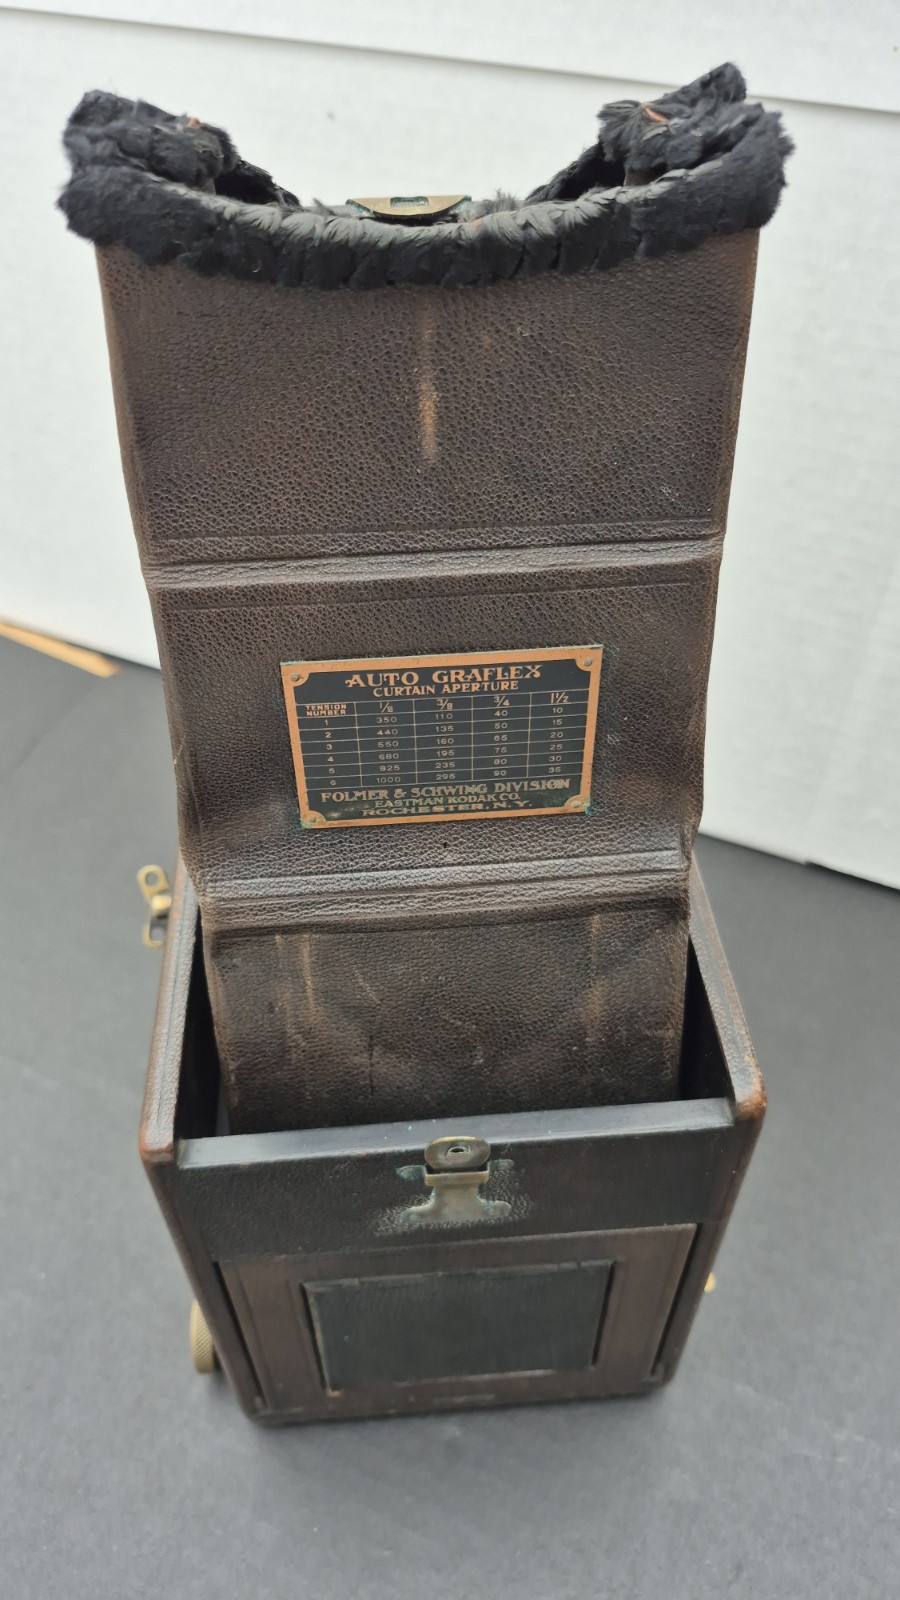 AUTO GRAFLEX
CURTAIN APERTURE
TENSION NUMBER 1/8 3/8 3/4 1 1/2
1 350 110 40 10
2 440 135 50 15
3 550 160 65 20
4 680 195 75 25
5 825 235 80 30
6 1000 295 90 35
FOLMER & SCHWING DIVISION
EASTMAN KODAK CO.
ROCHESTER, N.Y.